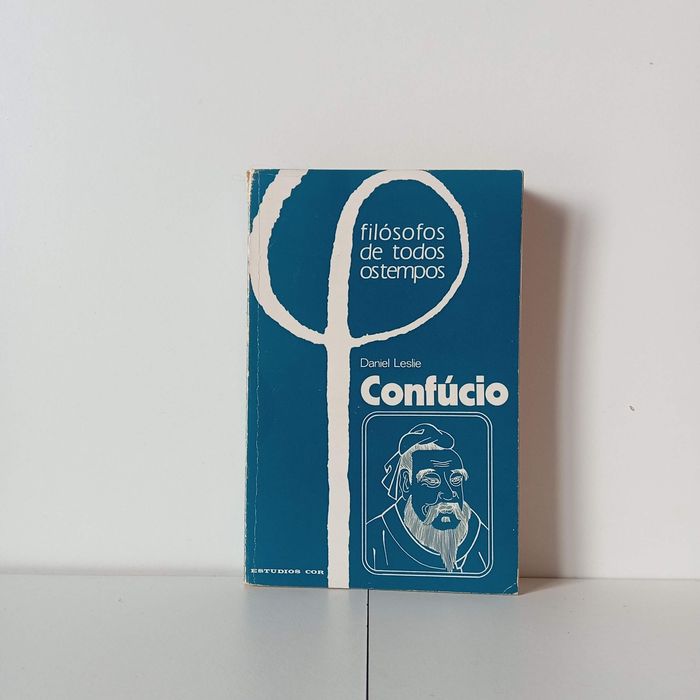 filósofos
de todos
ostempos
Daniel Leslie
Confúcio
ESTUDIOS COR